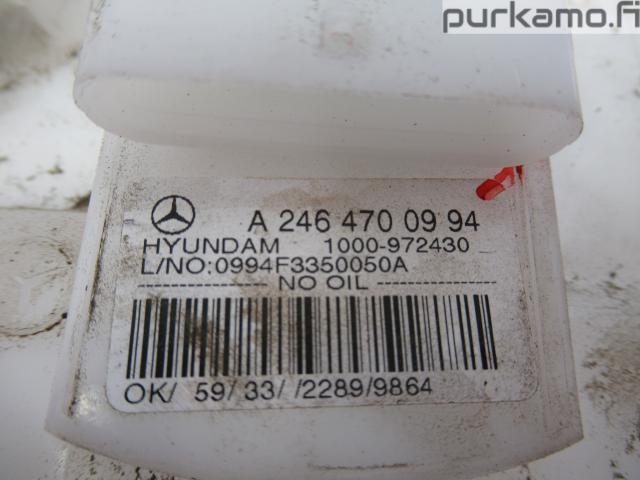 purkamo.fi
A 246 470 09 94
HYUNDAM 1000-972430
L/NO:0994F3350050A
---------------- NO OIL ----------------
OK/ 59/ 33/ /2289/9864